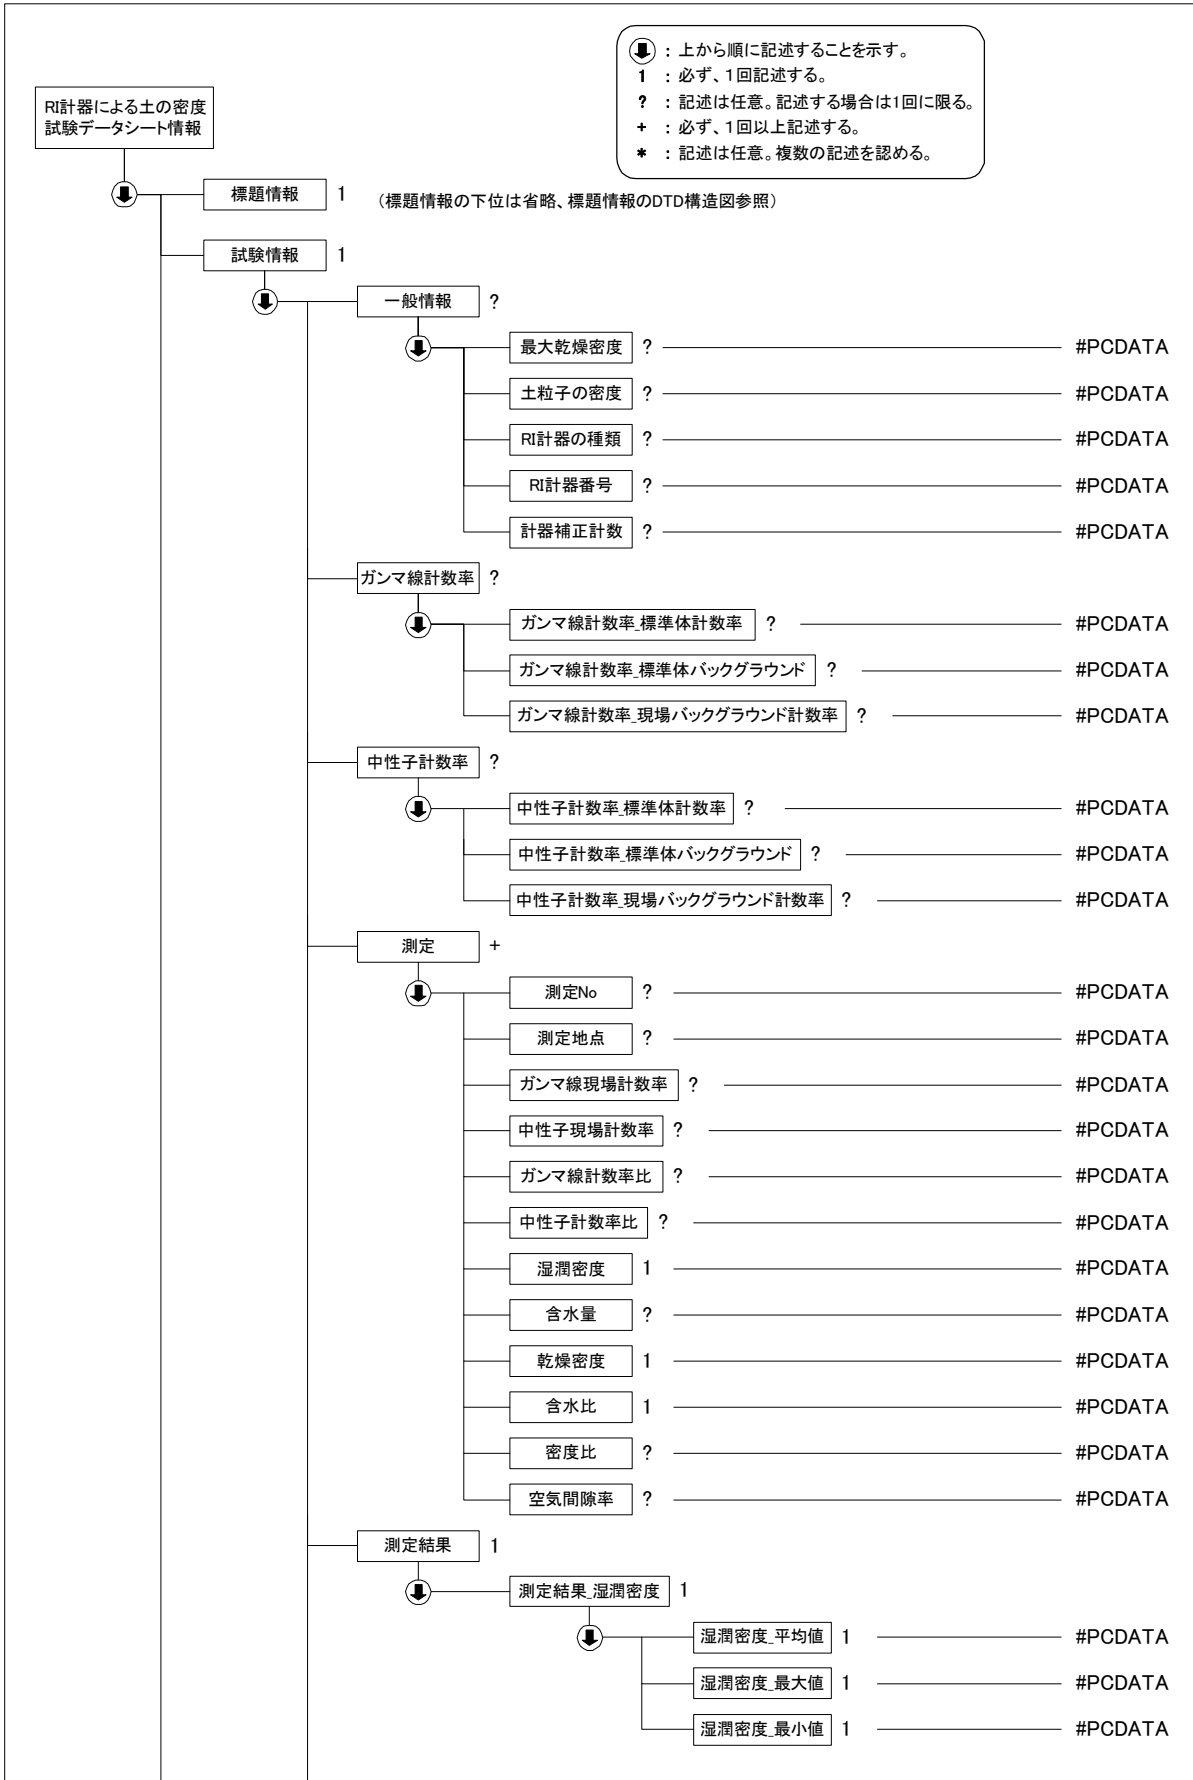 : 上から順に記述することを示す。
1 : 必ず、1回記述する。
? : 記述は任意。記述する場合は1回に限る。
+ : 必ず、1回以上記述する。
* : 記述は任意。複数の記述を認める。
RI計器による土の密度
試験データシート情報
標題情報 1 (標題情報の下位は省略、標題情報のDTD構造図参照)
試験情報 1
一般情報 ?
最大乾燥密度 ? #PCDATA
土粒子の密度 ? #PCDATA
RI計器の種類 ? #PCDATA
RI計器番号 ? #PCDATA
計器補正計数 ? #PCDATA
ガンマ線計数率 ?
ガンマ線計数率_標準体計数率 ? #PCDATA
ガンマ線計数率_標準体バックグラウンド ? #PCDATA
ガンマ線計数率_現場バックグラウンド計数率 ? #PCDATA
中性子計数率 ?
中性子計数率_標準体計数率 ? #PCDATA
中性子計数率_標準体バックグラウンド ? #PCDATA
中性子計数率_現場バックグラウンド計数率 ? #PCDATA
測定 +
測定No ? #PCDATA
測定地点 ? #PCDATA
ガンマ線現場計数率 ? #PCDATA
中性子現場計数率 ? #PCDATA
ガンマ線計数率比 ? #PCDATA
中性子計数率比 ? #PCDATA
湿潤密度 1 #PCDATA
含水量 ? #PCDATA
乾燥密度 1 #PCDATA
含水比 1 #PCDATA
密度比 ? #PCDATA
空気間隙率 ? #PCDATA
測定結果 1
測定結果_湿潤密度 1
湿潤密度_平均値 1 #PCDATA
湿潤密度_最大値 1 #PCDATA
湿潤密度_最小値 1 #PCDATA